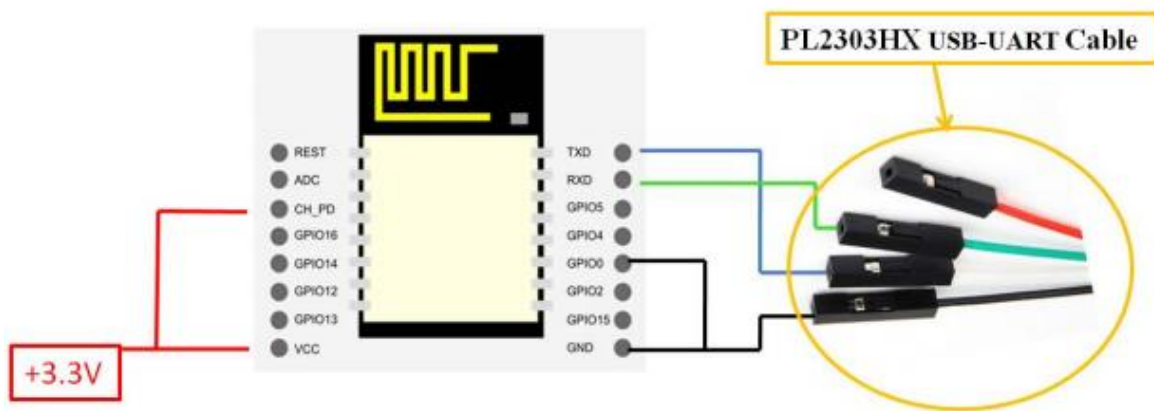 PL2303HX USB-UART Cable
REST
ADC
CH_PD
GPIO16
GPIO14
GPIO12
GPIO13
VCC
TXD
RXD
GPIO5
GPIO4
GPIO0
GPIO2
GPIO15
GND
+3.3V